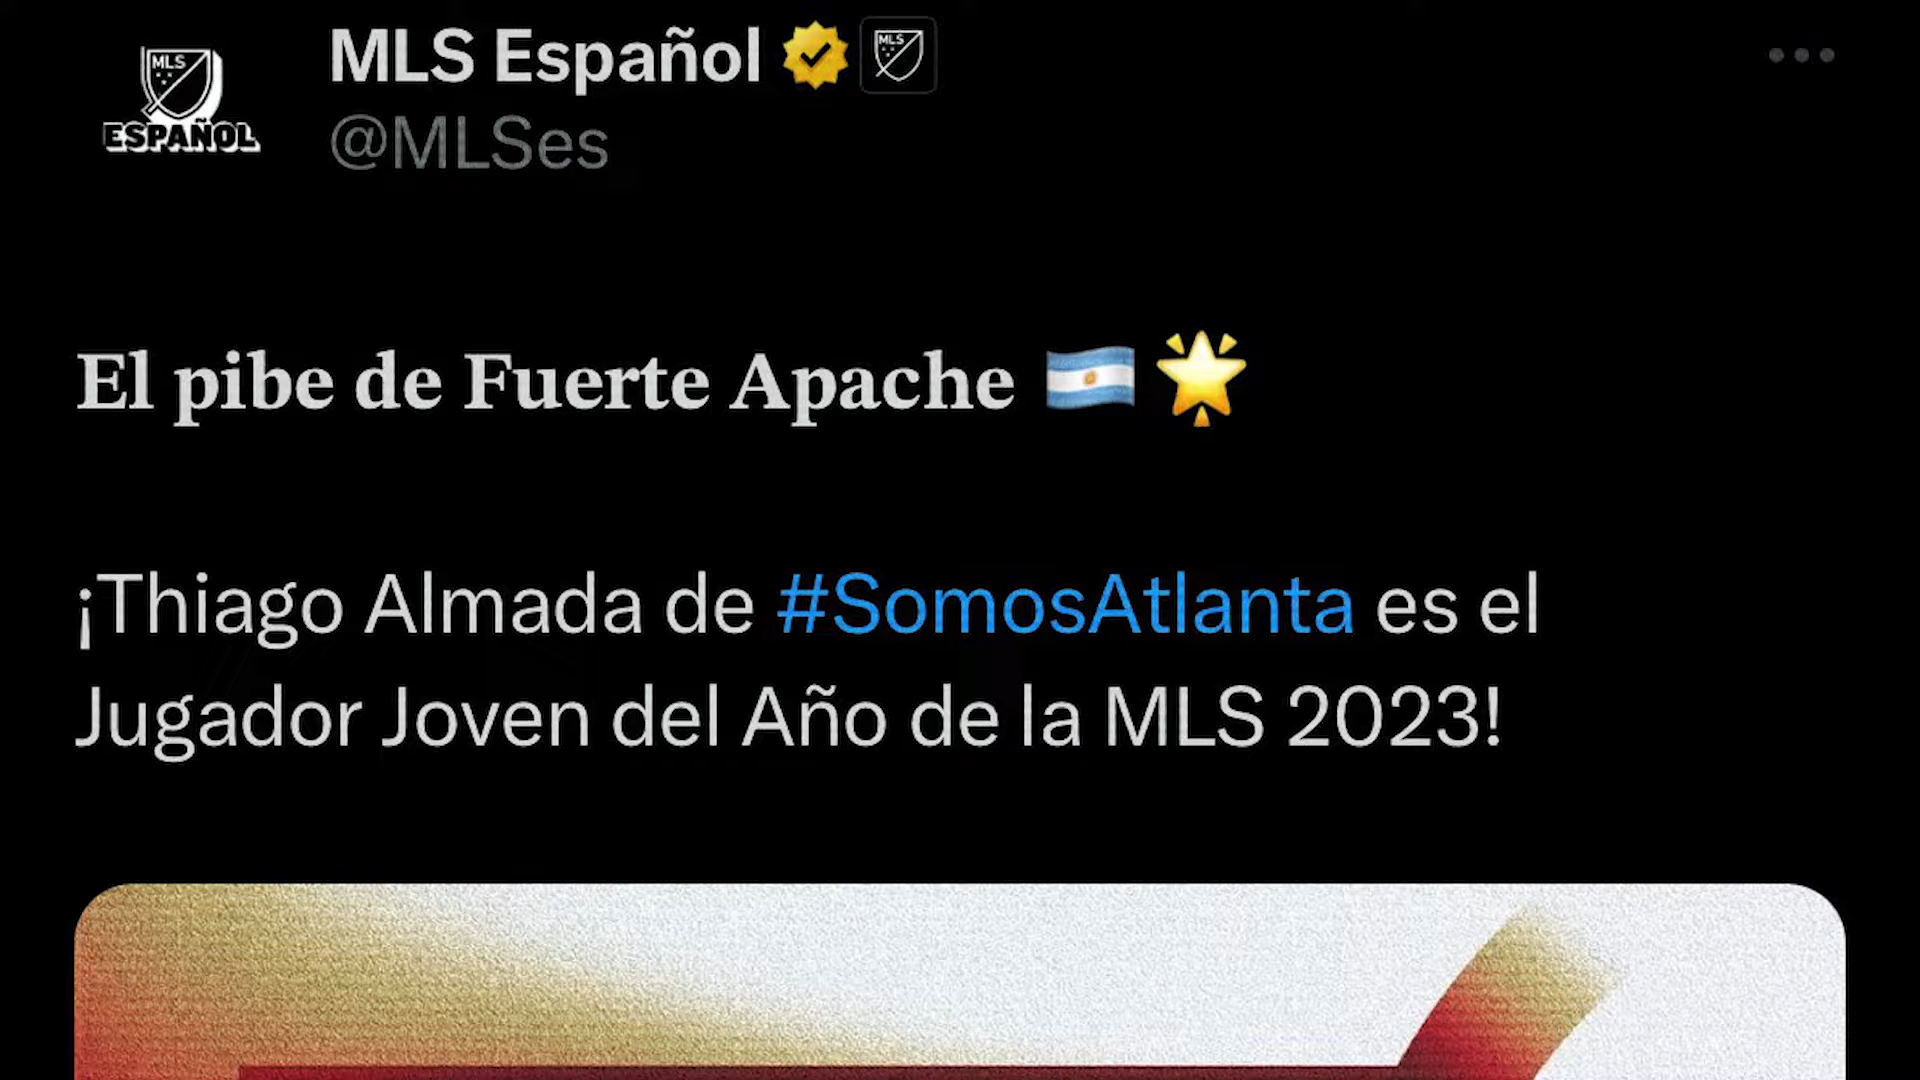 MLS Español
MLS
MLS
ESPAÑOL
@MLSes
El pibe de Fuerte Apache 🇦🇷 🌟
¡Thiago Almada de #SomosAtlanta es el
Jugador Joven del Año de la MLS 2023!